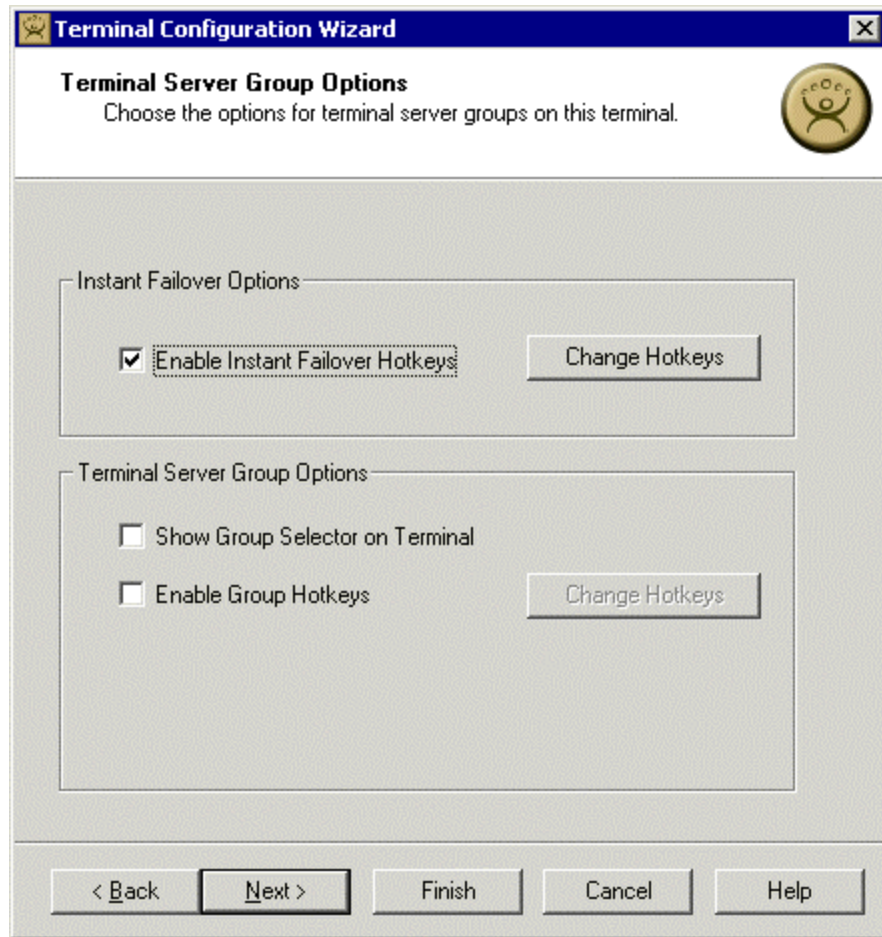 Terminal Configuration Wizard
Terminal Server Group Options
Choose the options for terminal server groups on this terminal.
Instant Failover Options
Enable Instant Failover Hotkeys
Change Hotkeys
Terminal Server Group Options
Show Group Selector on Terminal
Enable Group Hotkeys
Change Hotkeys
< Back Next > Finish Cancel Help